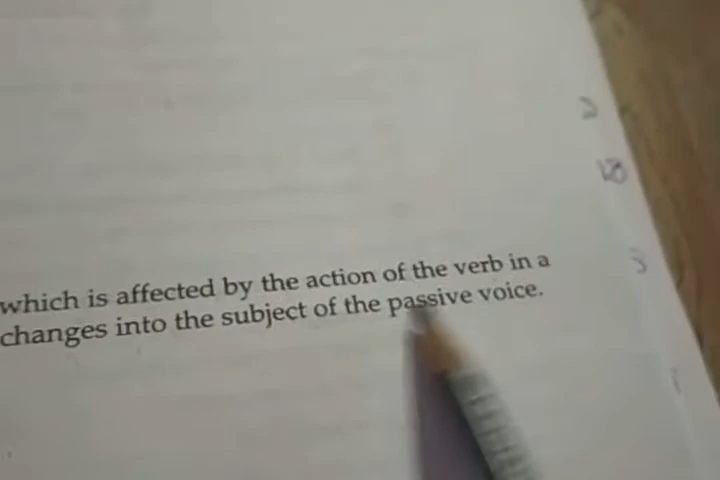 which is affected by the action of the verb in a
changes into the subject of the passive voice.